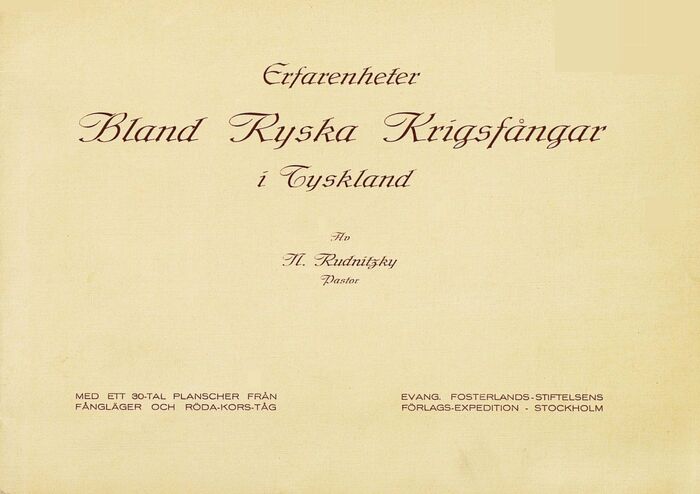 Erfarenheter
Bland Ryska Krigsfångar
i Tyskland
Av
N. Rudnitzky
Pastor
MED ETT 30-TAL PLANSCHER FRÅN
FÅNGLÄGER OCH RÖDA-KORS-TÅG
EVANG. FOSTERLANDS-STIFTELSENS
FÖRLAGS-EXPEDITION - STOCKHOLM